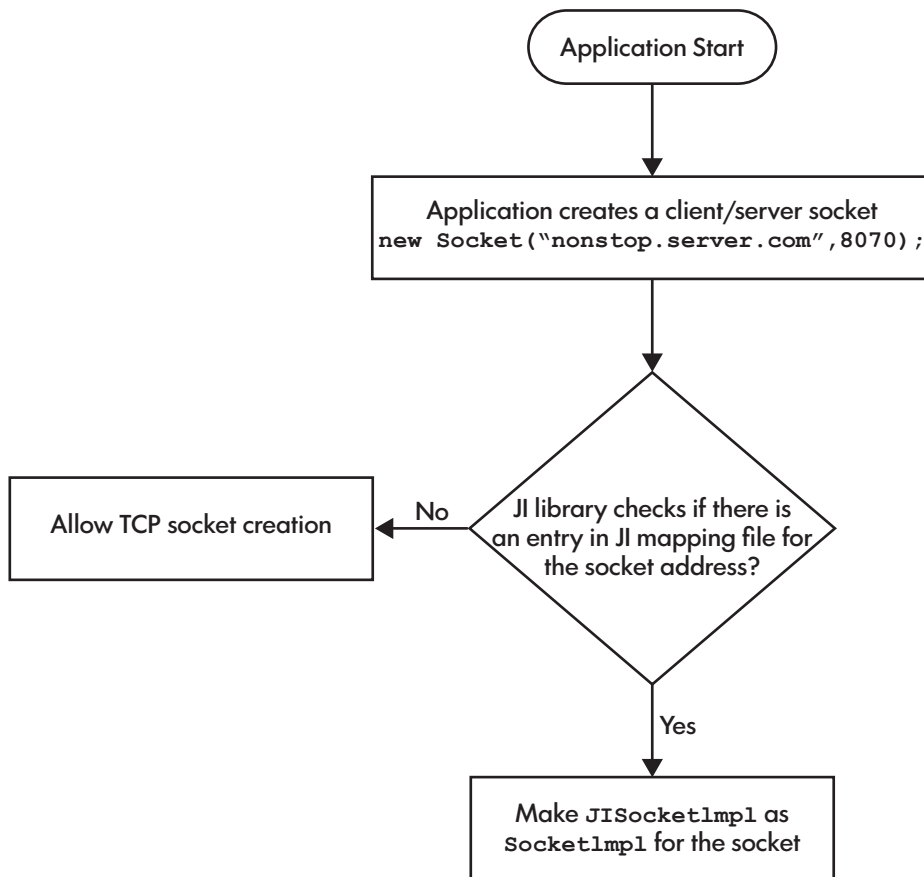 Application Start
Application creates a client/server socket
new Socket(“nonstop.server.com”,8070);
JI library checks if there is
an entry in JI mapping file for
the socket address?
No
Allow TCP socket creation
Yes
Make JISocketlmpl as
Socketlmpl for the socket